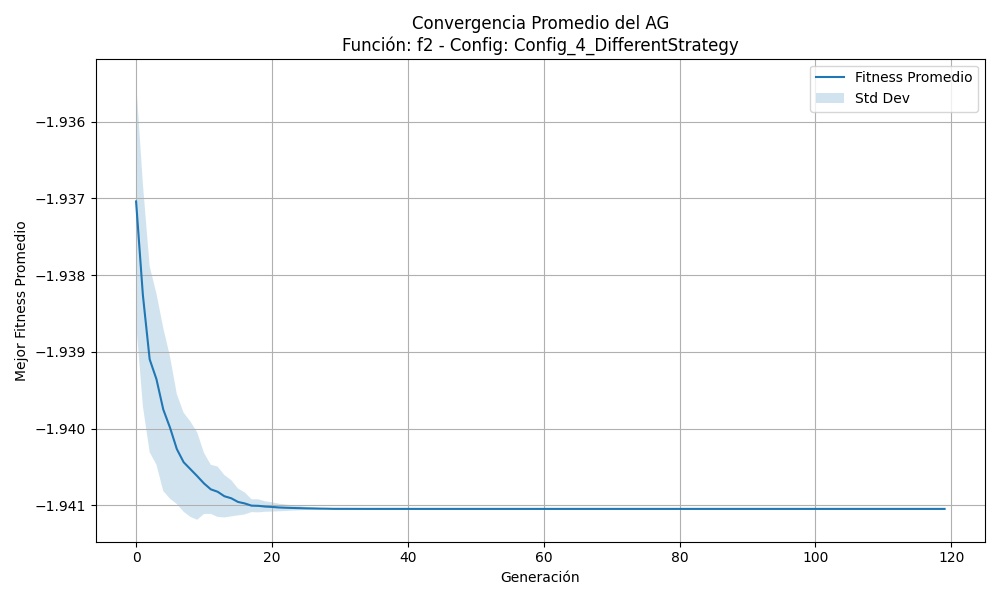 Convergencia Promedio del AG
Función: f2 - Config: Config_4_DifferentStrategy
Fitness Promedio
Std Dev
Mejor Fitness Promedio
−1.936
−1.937
−1.938
−1.939
−1.940
−1.941
0 20 40 60 80 100 120
Generación